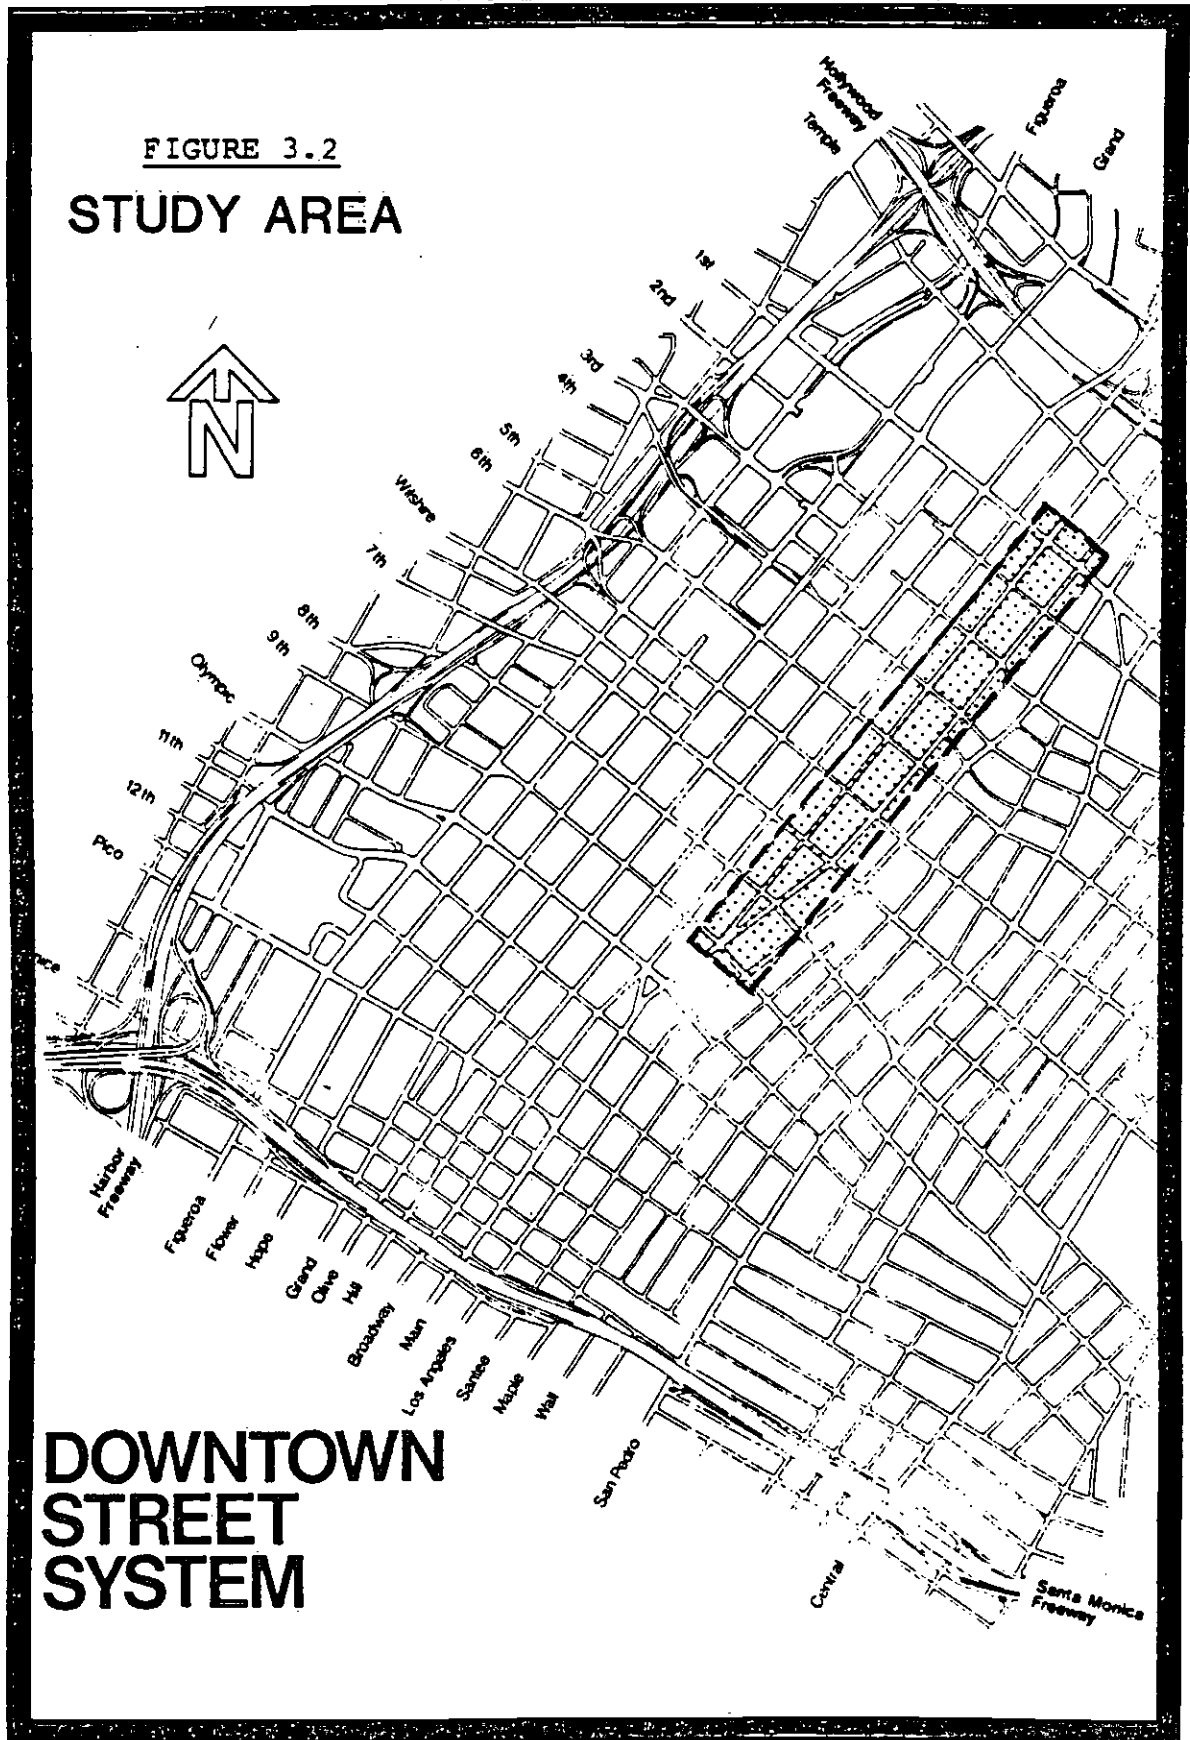 FIGURE 3.2
STUDY AREA
N
Hollywood
Freeway
Temple
Figueroa
Grand
1st
2nd
3rd
4th
5th
6th
Wilshire
7th
8th
9th
Olympic
11th
12th
Pico
Harbor
Freeway
Figueroa
Flower
Hope
Grand
Olive
Hill
Broadway
Main
Los Angeles
Santee
Maple
Wall
San Pedro
Central
Santa Monica
Freeway
DOWNTOWN
STREET
SYSTEM